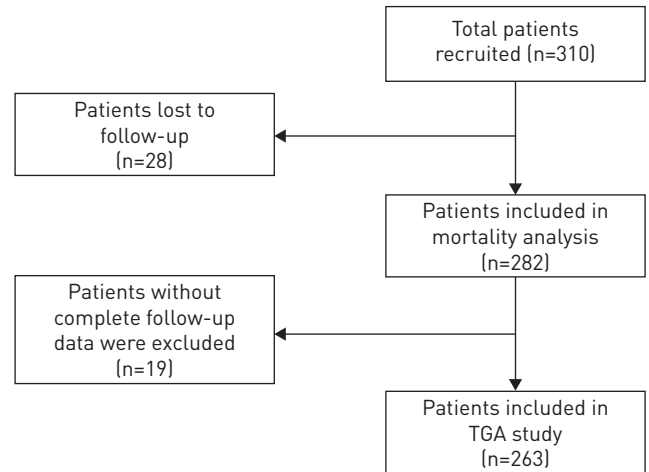 Total patients
recruited (n=310)
Patients lost to
follow-up
(n=28)
Patients included in
mortality analysis
(n=282)
Patients without
complete follow-up
data were excluded
(n=19)
Patients included in
TGA study
(n=263)